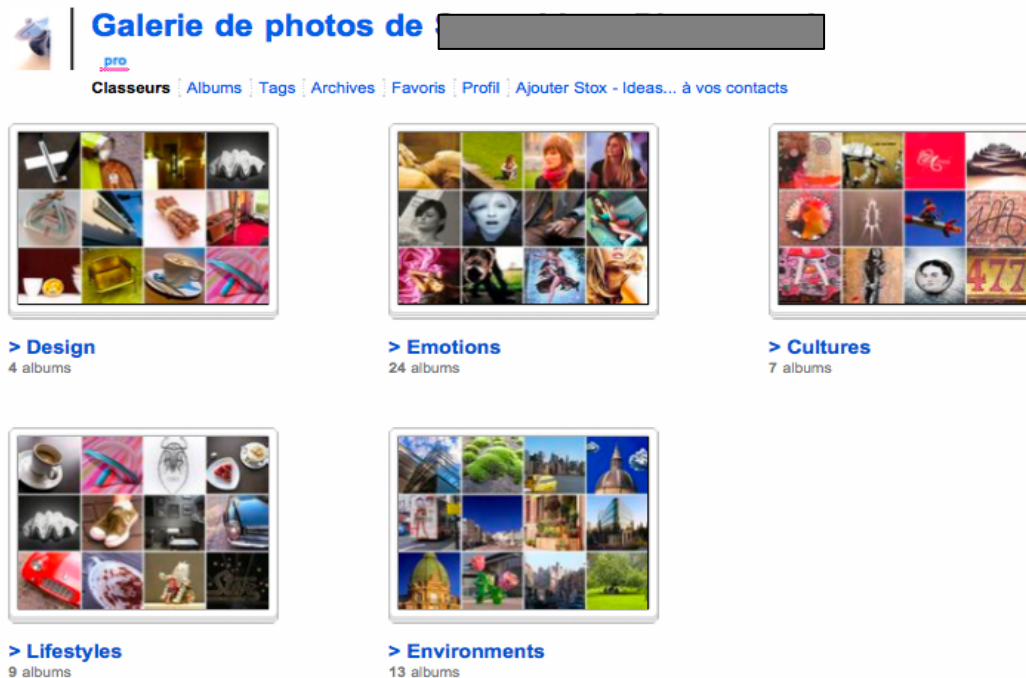 Galerie de photos de
pro
Classeurs Albums Tags Archives Favoris Profil Ajouter Stox - Ideas... à vos contacts
477
> Design
4 albums
> Emotions
24 albums
> Cultures
7 albums
> Lifestyles
9 albums
> Environments
13 albums